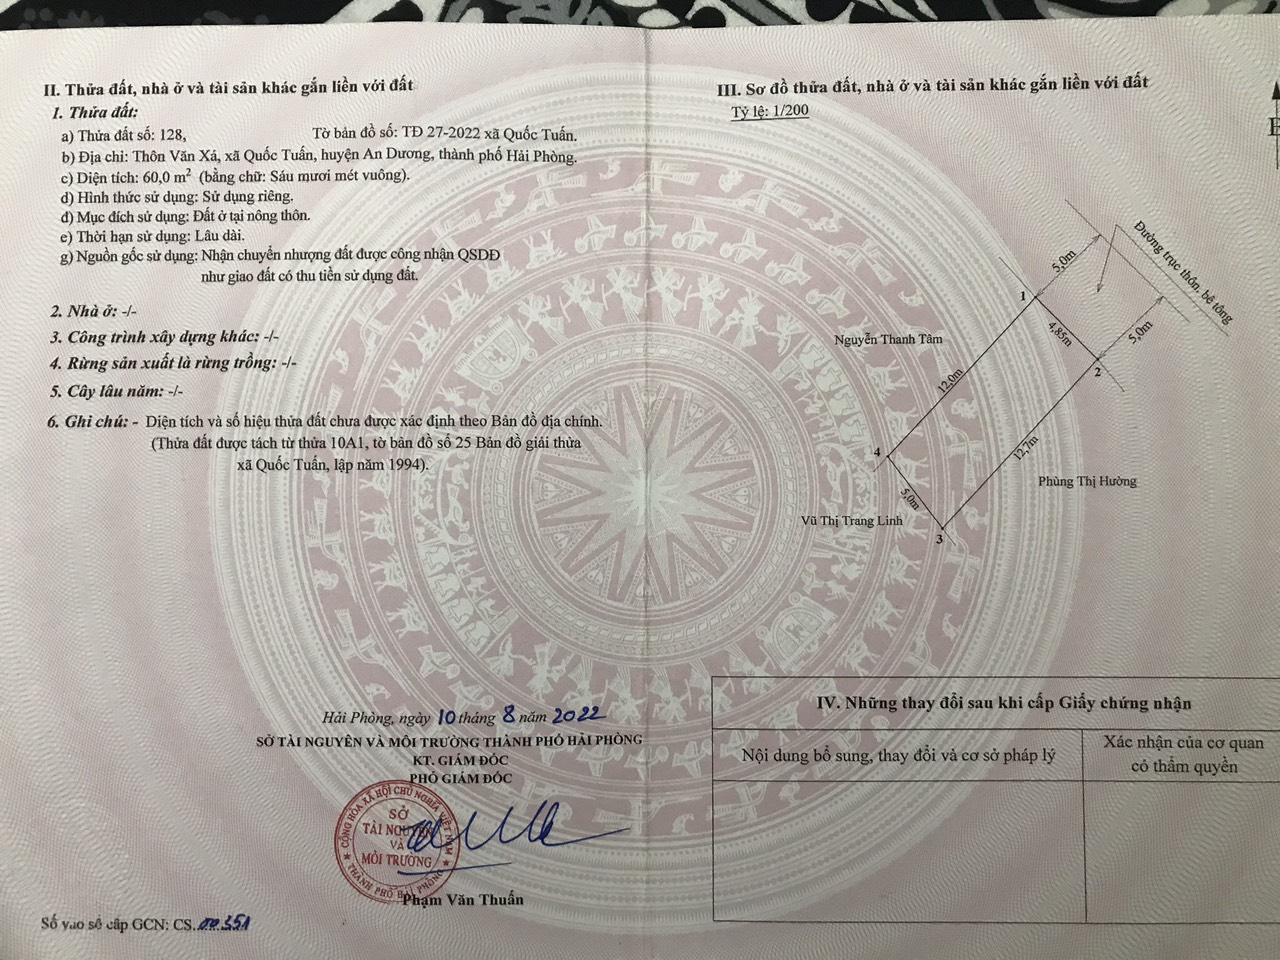 II. Thửa đất, nhà ở và tài sản khác gắn liền với đất
1. Thửa đất:
a) Thửa đất số: 128, Tờ bản đồ số: TĐ 27-2022 xã Quốc Tuấn.
b) Địa chỉ: Thôn Văn Xá, xã Quốc Tuấn, huyện An Dương, thành phố Hải Phòng.
c) Diện tích: 60,0 m² (bằng chữ: Sáu mươi mét vuông).
d) Hình thức sử dụng: Sử dụng riêng.
đ) Mục đích sử dụng: Đất ở tại nông thôn.
e) Thời hạn sử dụng: Lâu dài.
g) Nguồn gốc sử dụng: Nhận chuyển nhượng đất được công nhận QSDĐ
như giao đất có thu tiền sử dụng đất.
2. Nhà ở: -/-
3. Công trình xây dựng khác: -/-
4. Rừng sản xuất là rừng trồng: -/-
5. Cây lâu năm: -/-
6. Ghi chú: - Diện tích và số hiệu thửa đất chưa được xác định theo Bản đồ địa chính.
(Thửa đất được tách từ thửa 10A1, tờ bản đồ số 25 Bản đồ giải thửa
xã Quốc Tuấn, lập năm 1994).
Hải Phòng, ngày 10 tháng 8 năm 2022
SỞ TÀI NGUYÊN VÀ MÔI TRƯỜNG THÀNH PHỐ HẢI PHÒNG
KT. GIÁM ĐỐC
PHÓ GIÁM ĐỐC
CỘNG HÒA XÃ HỘI CHỦ NGHĨA VIỆT NAM
SỞ
TÀI NGUYÊN
VÀ
MÔI TRƯỜNG
THÀNH PHỐ HẢI PHÒNG
Phạm Văn Thuấn
Số vào sổ cấp GCN: CS.00351
III. Sơ đồ thửa đất, nhà ở và tài sản khác gắn liền với đất
Tỷ lệ: 1/200
B
Đường trục thôn, bê tông
5,0m
1
4,85m
5,0m
2
Nguyễn Thanh Tâm
12,0m
12,7m
4
Phùng Thị Hường
5,0m
Vũ Thị Trang Linh
3
IV. Những thay đổi sau khi cấp Giấy chứng nhận
Nội dung bổ sung, thay đổi và cơ sở pháp lý
Xác nhận của cơ quan
có thẩm quyền